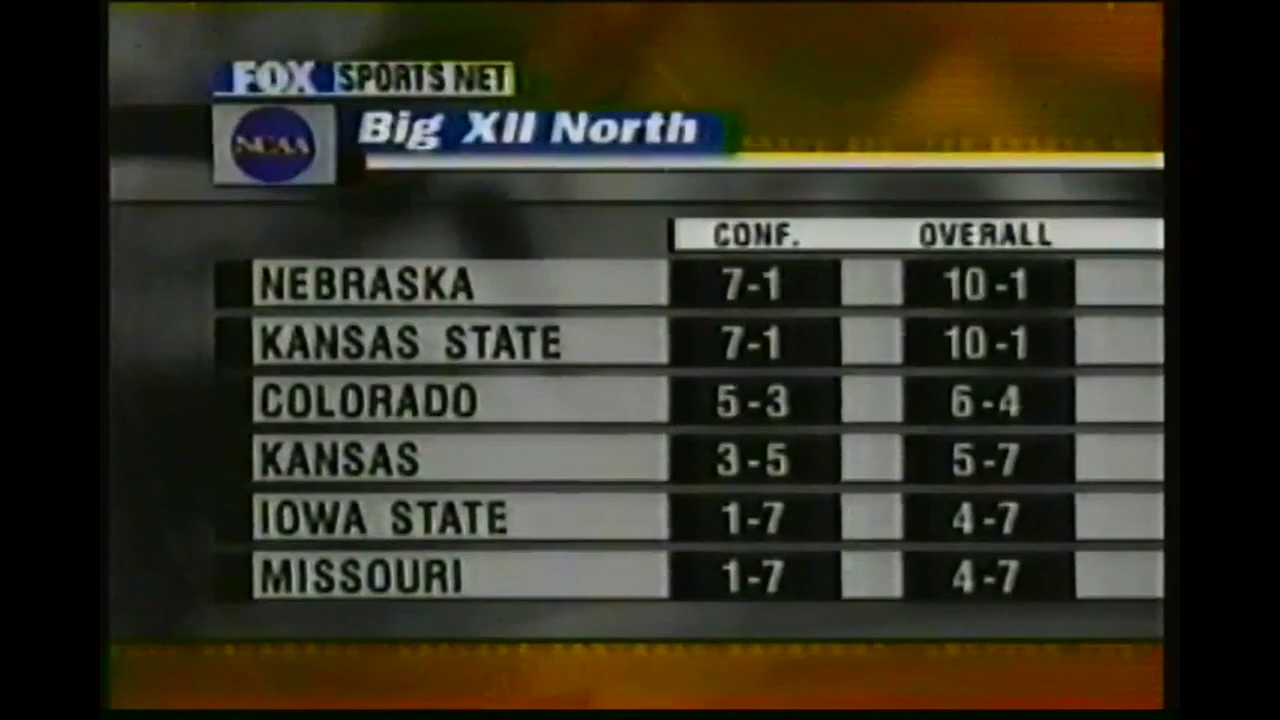 FOX SPORTS NET
NCAA
Big XII North
CONF. OVERALL
NEBRASKA 7-1 10-1
KANSAS STATE 7-1 10-1
COLORADO 5-3 6-4
KANSAS 3-5 5-7
IOWA STATE 1-7 4-7
MISSOURI 1-7 4-7